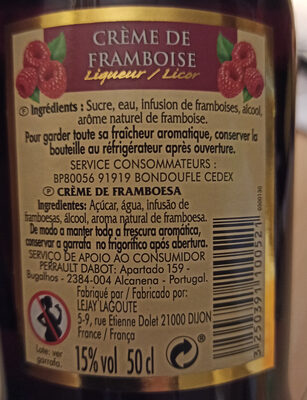 CRÈME DE
FRAMBOISE
Liqueur / Licor
Ingrédients : Sucre, eau, infusion de framboises, alcool,
arôme naturel de framboise.
Pour garder toute sa fraîcheur aromatique, conserver la
bouteille au réfrigérateur après ouverture.
SERVICE CONSOMMATEURS :
BP80056 91919 BONDOUFLE CEDEX
P CRÈME DE FRAMBOESA
Ingredientes: Açúcar, água, infusão de
framboesas, álcool, aroma natural de framboesa.
De modo a manter toda a frescura aromática,
conservar a garrafa no frigorífico após abertura.
SERVIÇO DE APOIO AO CONSUMIDOR
PERRAULT DABOT: Apartado 159 -
Bugalhos - 2384-004 Alcanena - Portugal.
Fabriqué par / Fabricado por:
LEJAY LAGOUTE
5-9, rue Etienne Dolet 21000 DIJON
France / França
Lote: ver
garrafa.
15% vol 50 cl
3 250391 100521
0000130